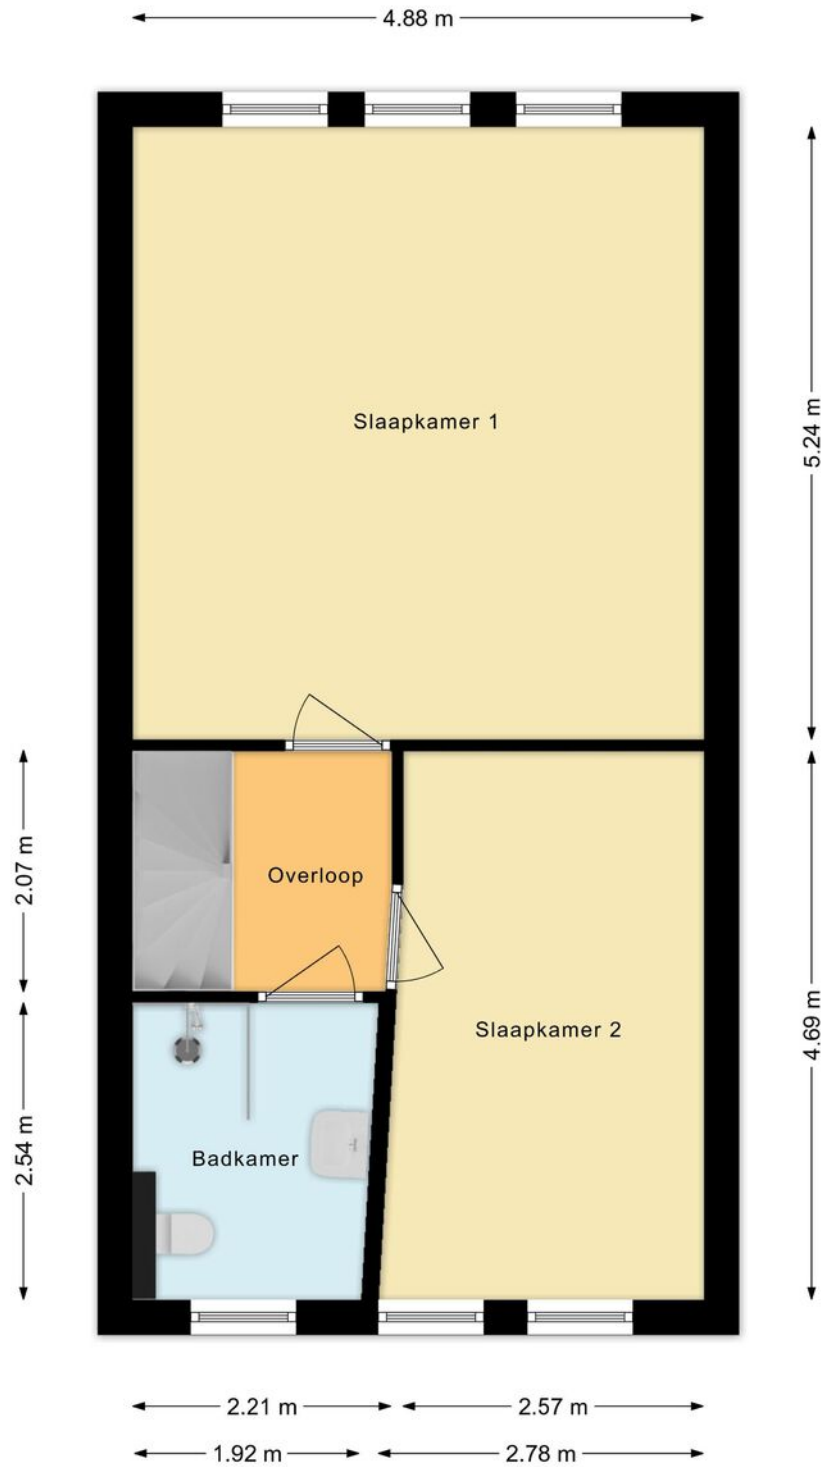 4.88 m
Slaapkamer 1
5.24 m
Overloop
2.07 m
Slaapkamer 2
4.69 m
Badkamer
2.54 m
2.21 m
2.57 m
1.92 m
2.78 m